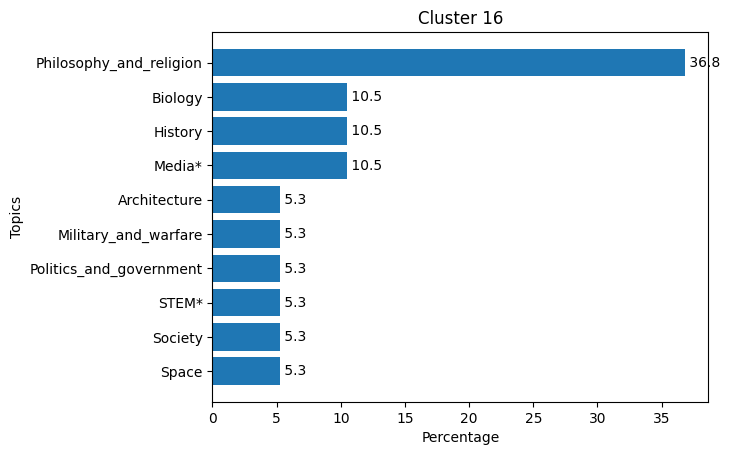 Cluster 16
Philosophy_and_religion 36.8
Biology 10.5
History 10.5
Media* 10.5
Architecture 5.3
Military_and_warfare 5.3
Politics_and_government 5.3
STEM* 5.3
Society 5.3
Space 5.3
Topics
0 5 10 15 20 25 30 35
Percentage